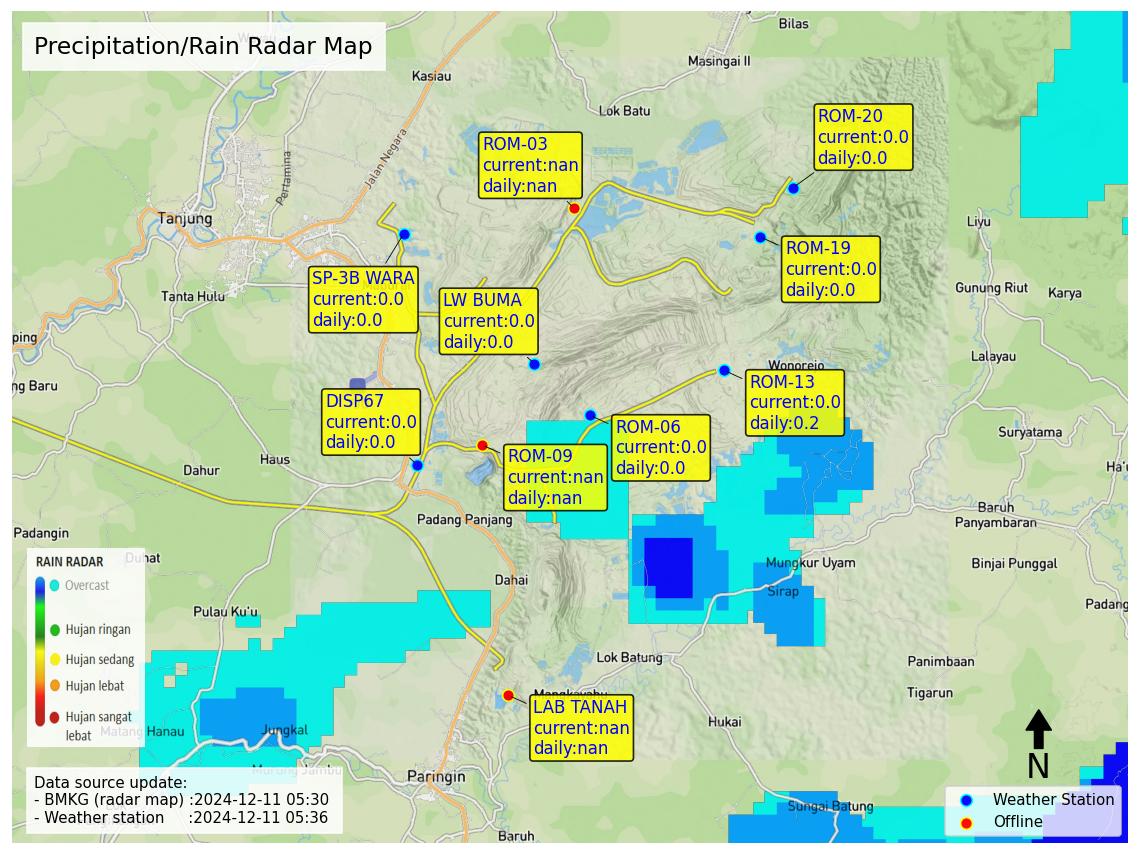 Precipitation/Rain Radar Map
Bilas
Masingai II
Kasiau
Lok Batu
Jalan Negara
Pertamina
Tanjung
Tanta Hulu
ROM-03
current:nan
daily:nan
ROM-20
current:0.0
daily:0.0
ROM-19
current:0.0
daily:0.0
Liyu
Gunung Riut
Karya
Lalayau
SP-3B WARA
current:0.0
daily:0.0
LW BUMA
current:0.0
daily:0.0
ping
ng Baru
Wonorejo
ROM-13
current:0.0
daily:0.2
DISP67
current:0.0
daily:0.0
ROM-06
current:0.0
daily:0.0
ROM-09
current:nan
daily:nan
Suryatama
Ha'u
Haus
Dahur
Padangin
Duhat
Padang Panjang
Baruh
Panyambaran
Binjai Punggal
Mungkur Uyam
Sirap
Padang
Dahai
Pulau Ku'u
RAIN RADAR
Overcast
Hujan ringan
Hujan sedang
Hujan lebat
Hujan sangat
lebat
Matang Hanau
Jungkal
Murung Jambu
Lok Batung
Panimbaan
Tigarun
Mangkayahu
LAB TANAH
current:nan
daily:nan
Hukai
Paringin
Baruh
Sungai Batung
N
Data source update:
- BMKG (radar map) :2024-12-11 05:30
- Weather station :2024-12-11 05:36
Weather Station
Offline